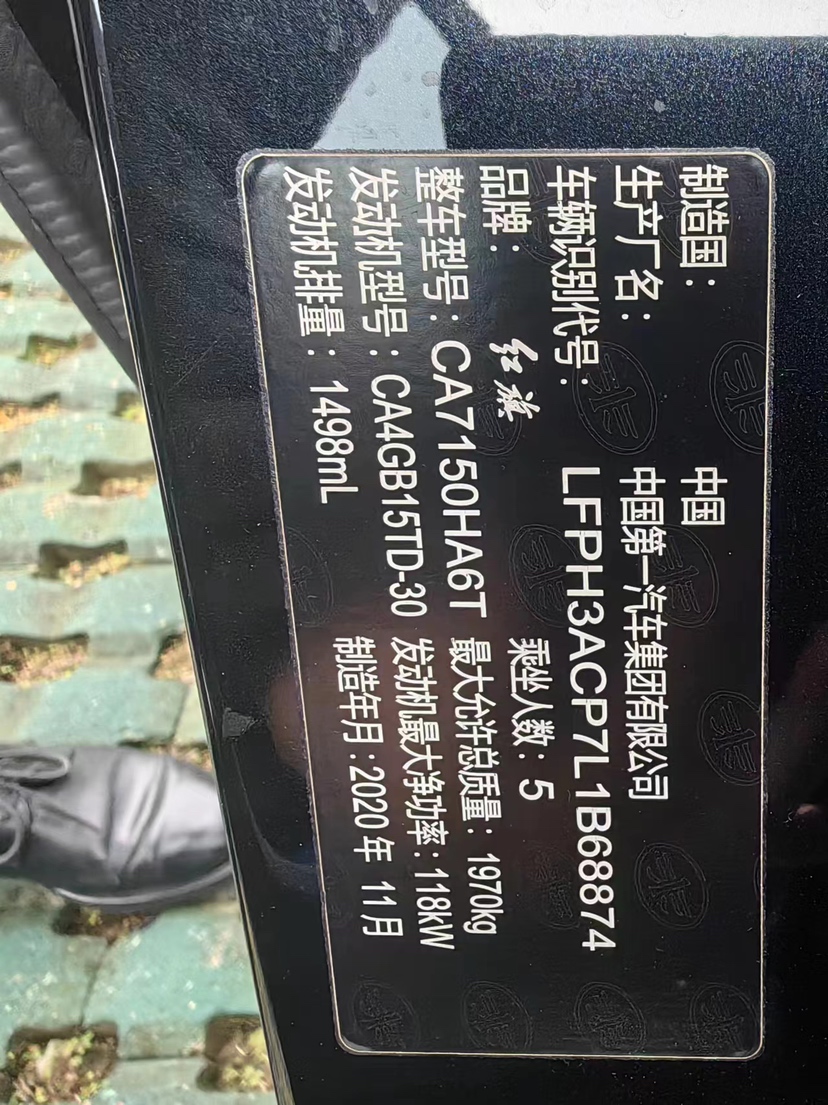 制造国： 中国
生产厂名： 中国第一汽车集团有限公司
车辆识别代号： LFPH3ACP7L1B68874
品牌： 红旗 乘坐人数：5
整车型号：CA7150HA6T 最大允许总质量：1970kg
发动机型号：CA4GB15TD-30 发动机最大净功率：118kW
发动机排量：1498mL 制造年月：2020年 11月